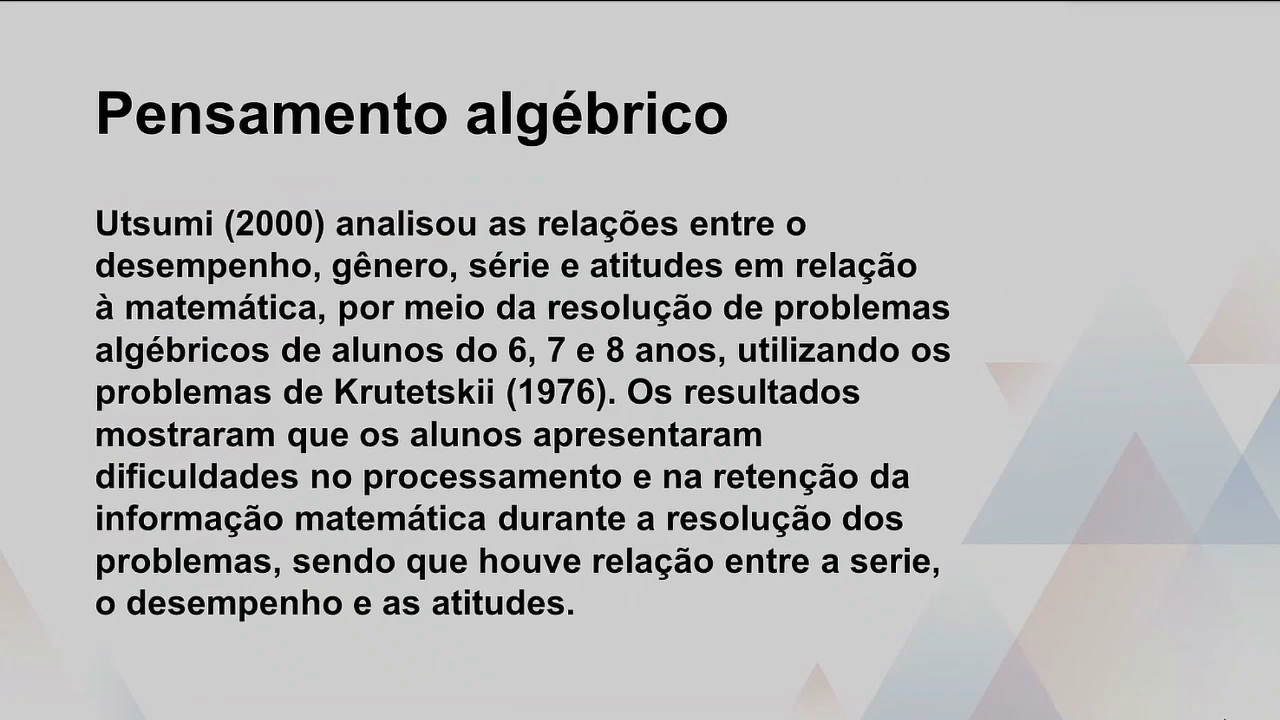 Pensamento algébrico
Utsumi (2000) analisou as relações entre o
desempenho, gênero, série e atitudes em relação
à matemática, por meio da resolução de problemas
algébricos de alunos do 6, 7 e 8 anos, utilizando os
problemas de Krutetskii (1976). Os resultados
mostraram que os alunos apresentaram
dificuldades no processamento e na retenção da
informação matemática durante a resolução dos
problemas, sendo que houve relação entre a serie,
o desempenho e as atitudes.